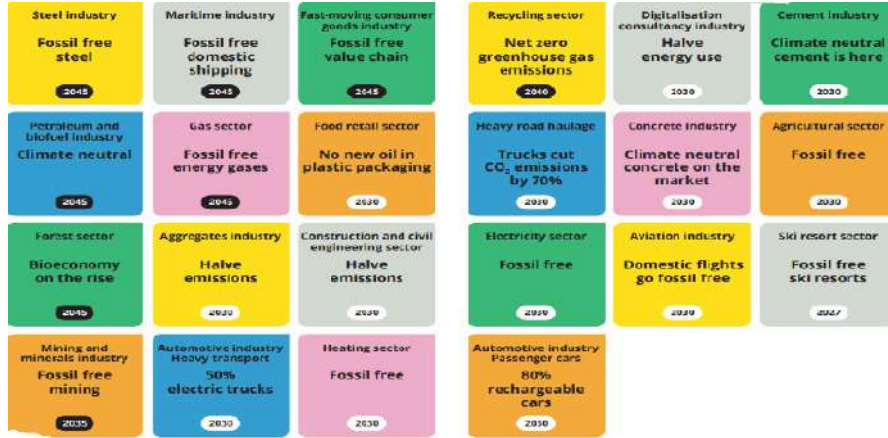 Steel industry
Fossil free
steel
2045
Maritime industry
Fossil free
domestic
shipping
2045
Fast-moving consumer
goods industry
Fossil free
value chain
2045
Petroleum and
biofuel industry
Climate neutral
2045
Gas sector
Fossil free
energy gases
2045
Food retail sector
No new oil in
plastic packaging
2030
Forest sector
Bioeconomy
on the rise
2045
Aggregates industry
Halve
emissions
2030
Construction and civil
engineering sector
Halve
emissions
2030
Mining and
minerals industry
Fossil free
mining
2035
Automotive industry
Heavy transport
50%
electric trucks
2030
Heating sector
Fossil free
2030
Recycling sector
Net zero
greenhouse gas
emissions
2040
Digitalisation
consultancy industry
Halve
energy use
2030
Cement industry
Climate neutral
cement is here
2030
Heavy road haulage
Trucks cut
CO₂ emissions
by 70%
2030
Concrete industry
Climate neutral
concrete on the
market
2030
Agricultural sector
Fossil free
2030
Electricity sector
Fossil free
2030
Aviation industry
Domestic flights
go fossil free
2030
Ski resort sector
Fossil free
ski resorts
2027
Automotive industry
Passenger cars
80%
rechargeable
cars
2030